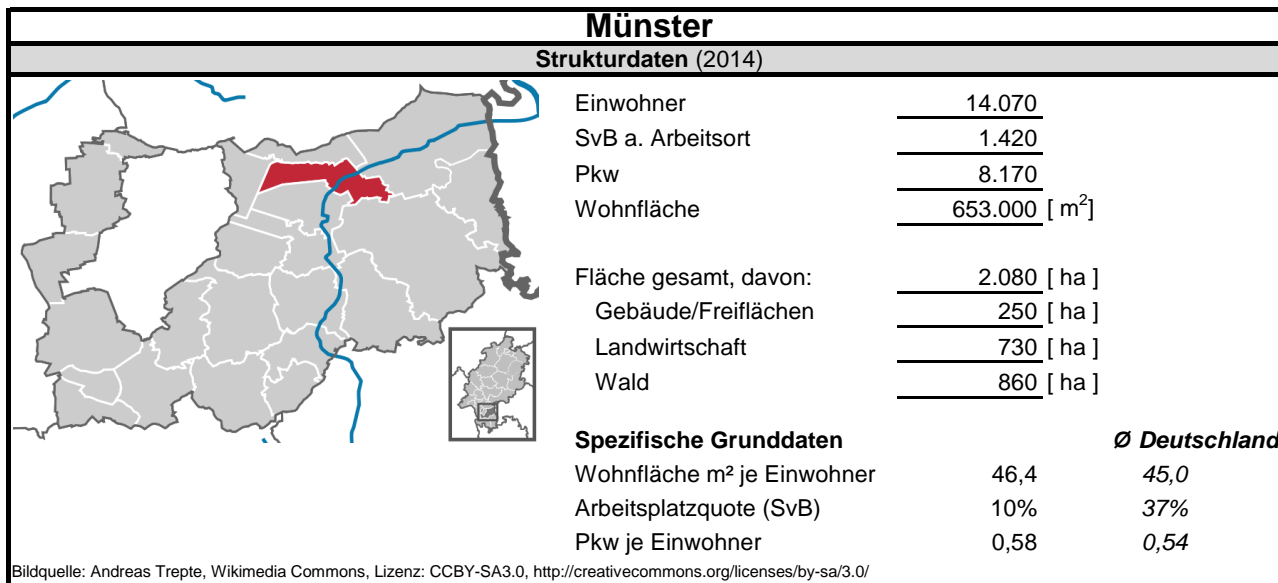 Münster
Strukturdaten (2014)
Einwohner 14.070
SvB a. Arbeitsort 1.420
Pkw 8.170
Wohnfläche 653.000 [ m²]
Fläche gesamt, davon: 2.080 [ ha ]
Gebäude/Freiflächen 250 [ ha ]
Landwirtschaft 730 [ ha ]
Wald 860 [ ha ]
Spezifische Grunddaten Ø Deutschland
Wohnfläche m² je Einwohner 46,4 45,0
Arbeitsplatzquote (SvB) 10% 37%
Pkw je Einwohner 0,58 0,54
Bildquelle: Andreas Trepte, Wikimedia Commons, Lizenz: CCBY-SA3.0, http://creativecommons.org/licenses/by-sa/3.0/